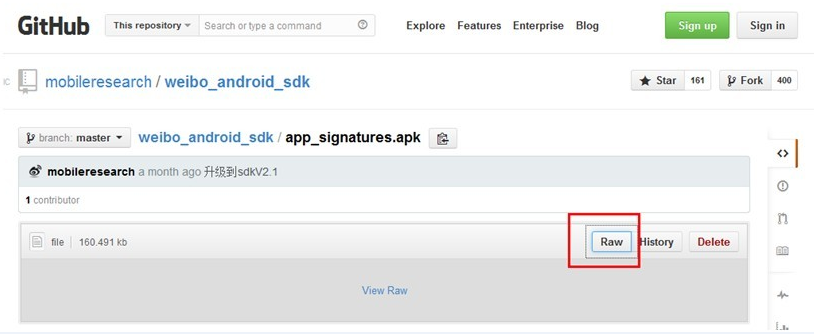 GitHub This repository Search or type a command Explore Features Enterprise Blog Sign up Sign in
mobileresearch / weibo_android_sdk Star 161 Fork 400
branch: master weibo_android_sdk / app_signatures.apk
mobileresearch a month ago 升级到sdkV2.1
1 contributor
file 160.491 kb Raw History Delete
View Raw